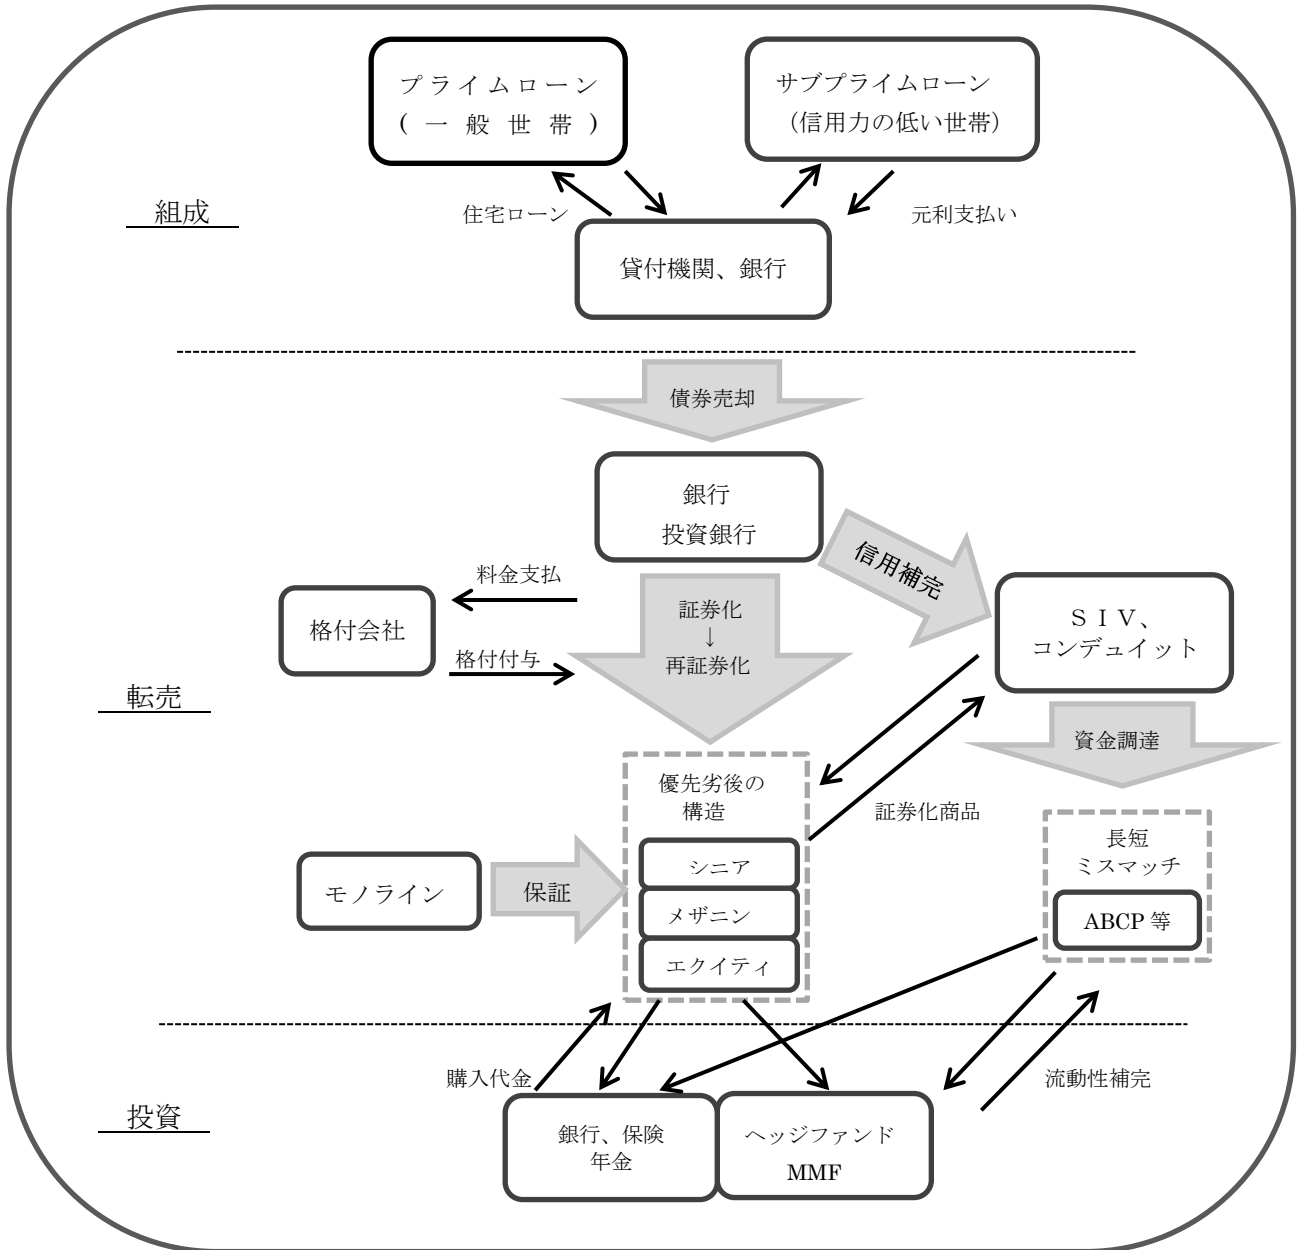 プライムローン
(一般世帯)
サブプライムローン
（信用力の低い世帯）
組成
住宅ローン
元利支払い
貸付機関、銀行
債券売却
銀行
投資銀行
信用補完
料金支払
証券化
↓
再証券化
格付会社
格付付与
ＳＩＶ、
コンデュイット
転売
資金調達
優先劣後の
構造
証券化商品
長短
ミスマッチ
シニア
モノライン
保証
メザニン
ABCP 等
エクイティ
購入代金
流動性補完
投資
銀行、保険
年金
ヘッジファンド
MMF